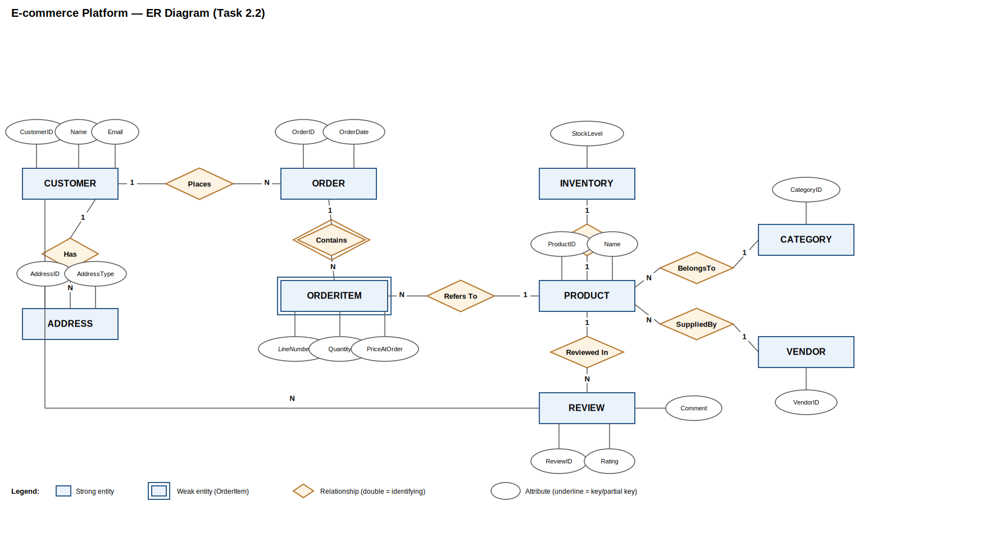 E-commerce Platform — ER Diagram (Task 2.2)
CustomerID
Name
Email
OrderID
OrderDate
StockLevel
CUSTOMER
1
Places
N
ORDER
INVENTORY
CategoryID
1
1
1
CATEGORY
Has
Contains
ProductID
Name
1
BelongsTo
AddressID
AddressType
N
N
1
N
ADDRESS
ORDERITEM
N
Refers To
1
PRODUCT
N
SuppliedBy
1
VENDOR
1
LineNumbe
Quantity
PriceAtOrder
Reviewed In
N
N
REVIEW
Comment
VendorID
ReviewID
Rating
Legend:
Strong entity
Weak entity (OrderItem)
Relationship (double = identifying)
Attribute (underline = key/partial key)